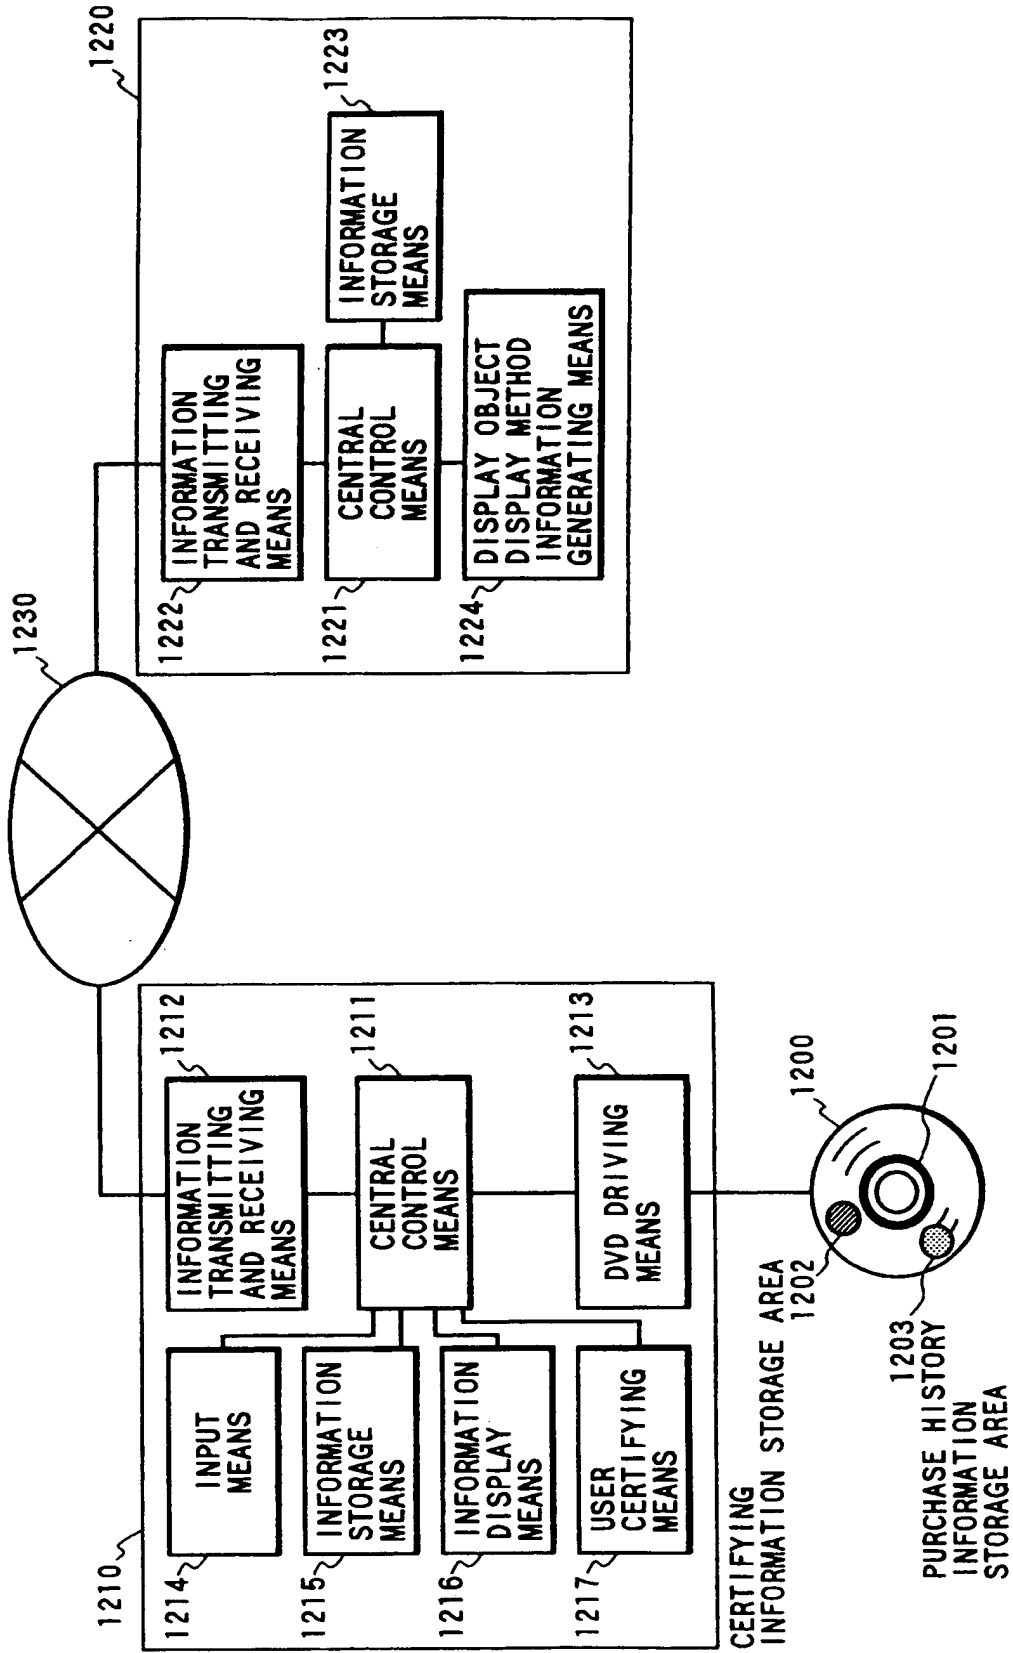 1210
1214
INPUT
MEANS
1215
INFORMATION
STORAGE
MEANS
1216
INFORMATION
DISPLAY
MEANS
1217
USER
CERTIFYING
MEANS
1212
INFORMATION
TRANSMITTING
AND RECEIVING
MEANS
1211
CENTRAL
CONTROL
MEANS
1213
DVD DRIVING
MEANS
CERTIFYING
INFORMATION STORAGE AREA
1202
1200
1201
1203
PURCHASE HISTORY
INFORMATION
STORAGE AREA
1230
1220
1222
INFORMATION
TRANSMITTING
AND RECEIVING
MEANS
1221
CENTRAL
CONTROL
MEANS
1223
INFORMATION
STORAGE
MEANS
1224
DISPLAY OBJECT
DISPLAY METHOD
INFORMATION
GENERATING MEANS